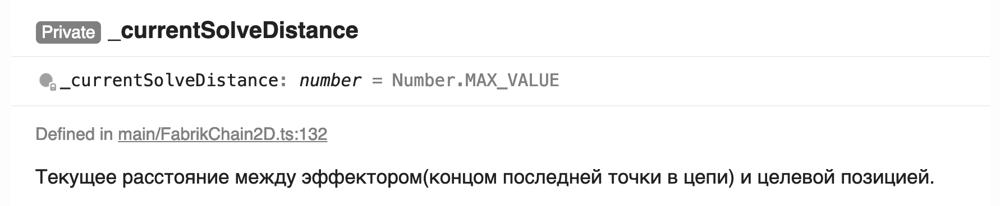 Private _currentSolveDistance
_currentSolveDistance: number = Number.MAX_VALUE
Defined in main/FabrikChain2D.ts:132
Текущее расстояние между эффектором(концом последней точки в цепи) и целевой позицией.